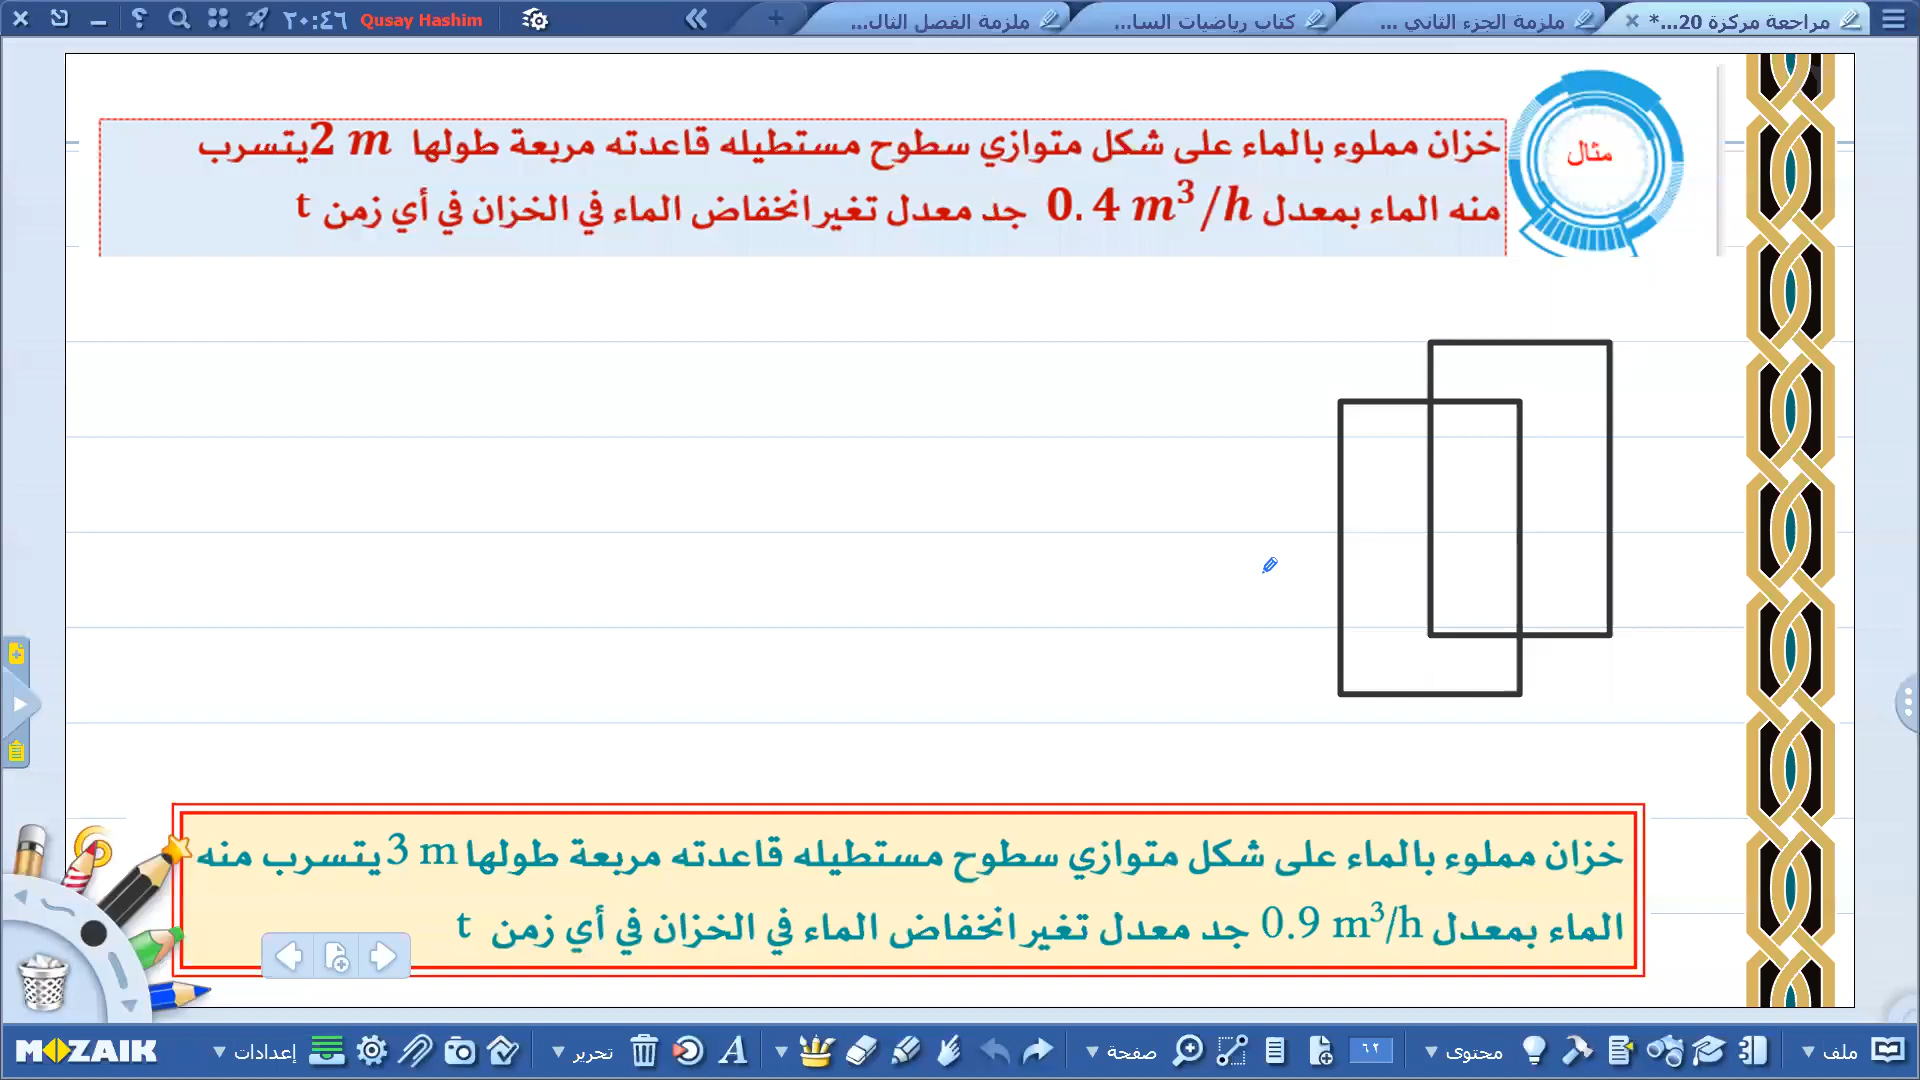 مراجعة مركزة 20...*
ملزمة الجزء الثاني ...
كتاب رياضيات السا...
ملزمة الفصل الثال...
Qusay Hashim
٢٠:٤٦
مثال
خزان مملوء بالماء على شكل متوازي سطوح مستطيله قاعدته مربعة طولها 2 m يتسرب
منه الماء بمعدل 0.4 m³/h جد معدل تغير انخفاض الماء في الخزان في أي زمن t
خزان مملوء بالماء على شكل متوازي سطوح مستطيله قاعدته مربعة طولها 3 m يتسرب منه
الماء بمعدل 0.9 m³/h جد معدل تغير انخفاض الماء في الخزان في أي زمن t
ملف
محتوى
٦٢
صفحة
A
تحرير
إعدادات
MOZAIK